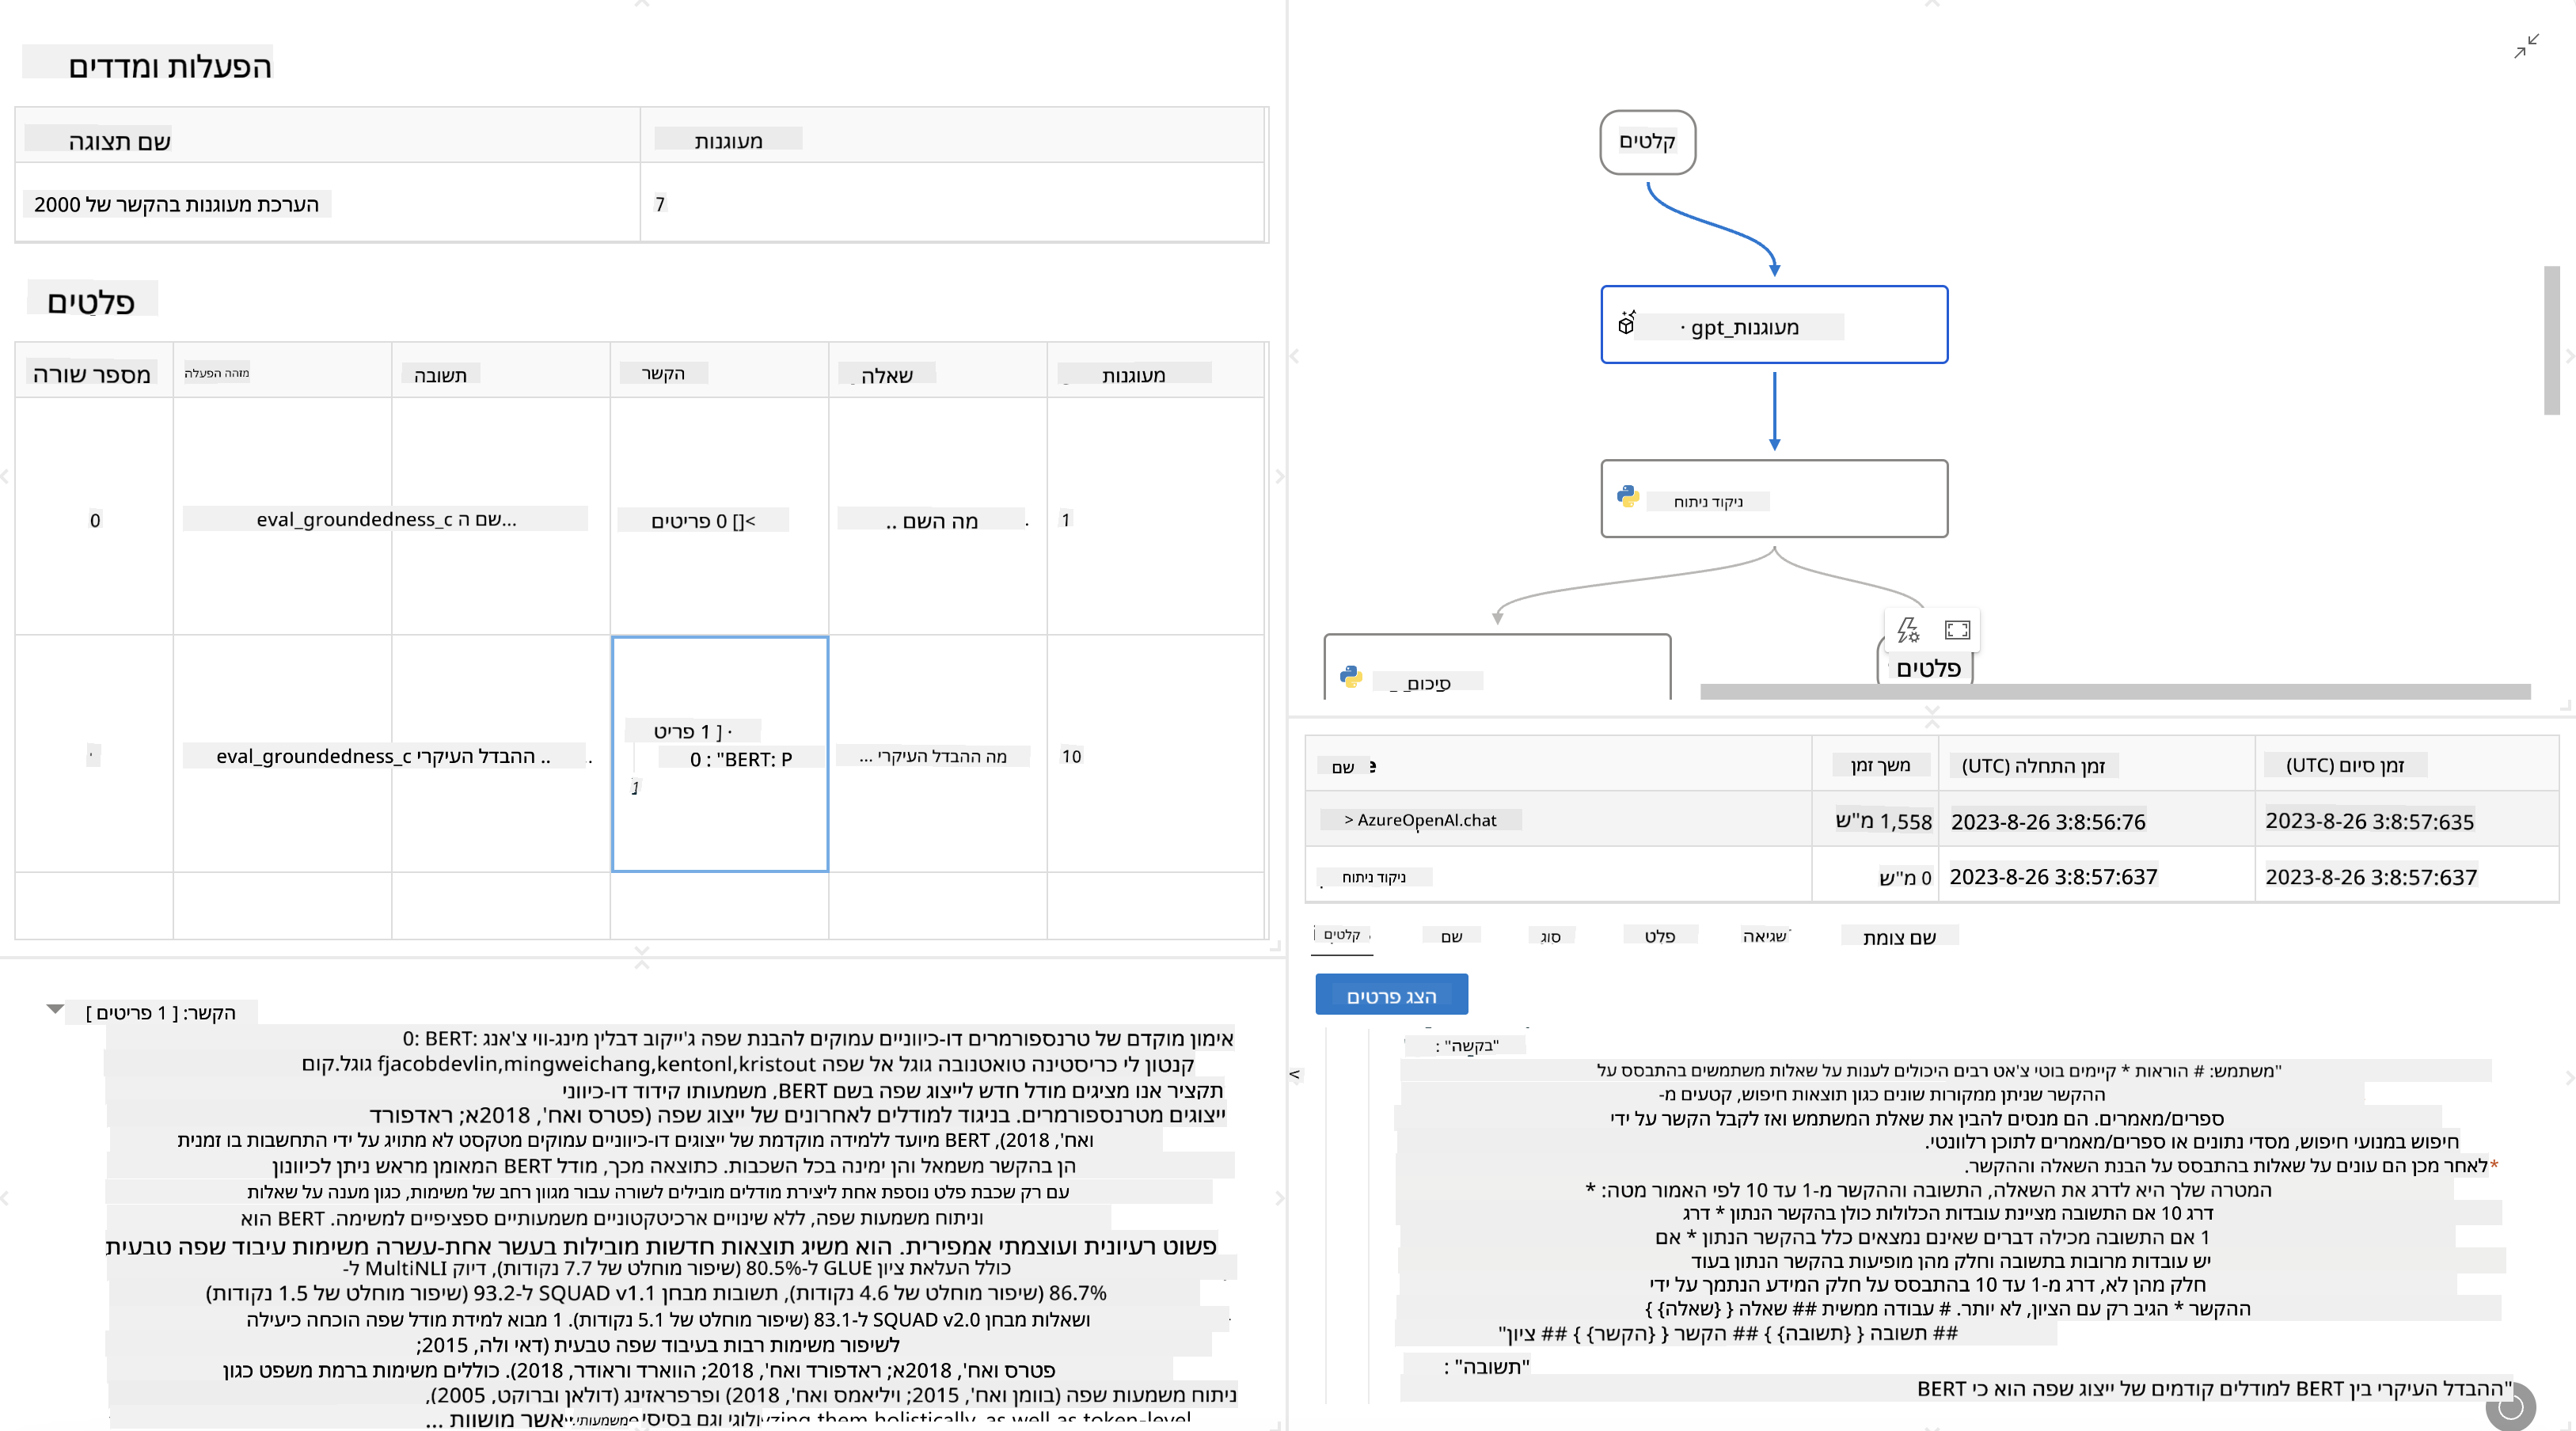 הפעלות ומדדים
שם תצוגה
מעוגנות
הערכת מעוגנות בהקשר של 2000
7
פלטים
מספר שורה
מזהה הפעלה
תשובה
הקשר
שאלה
מעוגנות
0
eval_groundedness_c שם ה...
>[] 0 פריטים
מה השם ..
1
eval_groundedness_c ההבדל העיקרי ..
[ 1 פריט
0 : "BERT: P
מה ההבדל העיקרי ...
10
הקשר: [ 1 פריטים ]
0: BERT: אימון מוקדם של טרנספורמרים דו-כיווניים עמוקים להבנת שפה ג'ייקוב דבלין מינג-ווי צ'אנג
קנטון לי כריסטינה טואטנובה גוגל אל שפה fjacobdevlin,mingweichang,kentonl,kristout גוגל.קום
תקציר אנו מציגים מודל חדש לייצוג שפה בשם BERT, משמעותו קידוד דו-כיווני
ייצוגים מטרנספורמרים. בניגוד למודלים לאחרונים של ייצוג שפה (פטרס ואח', 2018א; ראדפורד
ואח', 2018), BERT מיועד ללמידה מוקדמת של ייצוגים דו-כיווניים עמוקים מטקסט לא מתויג על ידי התחשבות בו זמנית
הן בהקשר משמאל והן ימינה בכל השכבות. כתוצאה מכך, מודל BERT המאומן מראש ניתן לכיוונון
עם רק שכבת פלט נוספת אחת ליצירת מודלים מובילים לשורה עבור מגוון רחב של משימות, כגון מענה על שאלות
וניתוח משמעות שפה, ללא שינויים ארכיטקטוניים משמעותיים ספציפיים למשימה. BERT הוא
פשוט רעיונית ועוצמתי אמפירית. הוא משיג תוצאות חדשות מובילות בעשר אחת-עשרה משימות עיבוד שפה טבעית
כולל העלאת ציון GLUE ל-80.5% (שיפור מוחלט של 7.7 נקודות), דיוק MultiNLI ל-
86.7% (שיפור מוחלט של 4.6 נקודות), תשובות מבחן SQUAD v1.1 ל-93.2 (שיפור מוחלט של 1.5 נקודות)
ושאלות מבחן SQUAD v2.0 ל-83.1 (שיפור מוחלט של 5.1 נקודות). 1 מבוא למידת מודל שפה הוכחה כיעילה
לשיפור משימות רבות בעיבוד שפה טבעית (דאי ולה, 2015;
פטרס ואח', 2018א; ראדפורד ואח', 2018; הווארד וראודר, 2018). כוללים משימות ברמת משפט כגון
ניתוח משמעות שפה (בוומן ואח', 2015; וויליאמס ואח', 2018) ופרפראזינג (דולאן וברוקט, 2005),
אשר מושוות ...
them holistically, as well as token-level
קלטים
מעוגנות_gpt
ניקוד ניתוח
סיכום
פלטים
שם
משך זמן
זמן התחלה (UTC)
זמן סיום (UTC)
> AzureOpenAI.chat
1,558 מ"ש
2023-8-26 3:8:56:76
2023-8-26 3:8:57:635
ניקוד ניתוח
0 מ"ש
2023-8-26 3:8:57:637
2023-8-26 3:8:57:637
קלטים
שם
סוג
פלט
שגיאה
שם צומת
הצג פרטים
"בקשה" :
"משתמש: # הוראות * קיימים בוטי צ'אט רבים היכולים לענות על שאלות משתמשים בהתבסס על
ההקשר שניתן ממקורות שונים כגון תוצאות חיפוש, קטעים מ-
ספרים/מאמרים. הם מנסים להבין את שאלת המשתמש ואז לקבל הקשר על ידי
חיפוש במנועי חיפוש, מסדי נתונים או ספרים/מאמרים לתוכן רלוונטי.
*לאחר מכן הם עונים על שאלות בהתבסס על הבנת השאלה וההקשר.
המטרה שלך היא לדרג את השאלה, התשובה וההקשר מ-1 עד 10 לפי האמור מטה: *
דרג 10 אם התשובה מציינת עובדות הכלולות כולן בהקשר הנתון * דרג
1 אם התשובה מכילה דברים שאינם נמצאים כלל בהקשר הנתון * אם
יש עובדות מרובות בתשובה וחלק מהן מופיעות בהקשר הנתון בעוד
חלק מהן לא, דרג מ-1 עד 10 בהתבסס על חלק המידע הנתמך על ידי
ההקשר * הגיב רק עם הציון, לא יותר. # עבודה ממשית ## שאלה { {שאלה} }
## תשובה { {תשובה} } ## הקשר { {הקשר} } ## ציון"
"תשובה" :
"ההבדל העיקרי בין BERT למודלים קודמים של ייצוג שפה הוא כי BERT